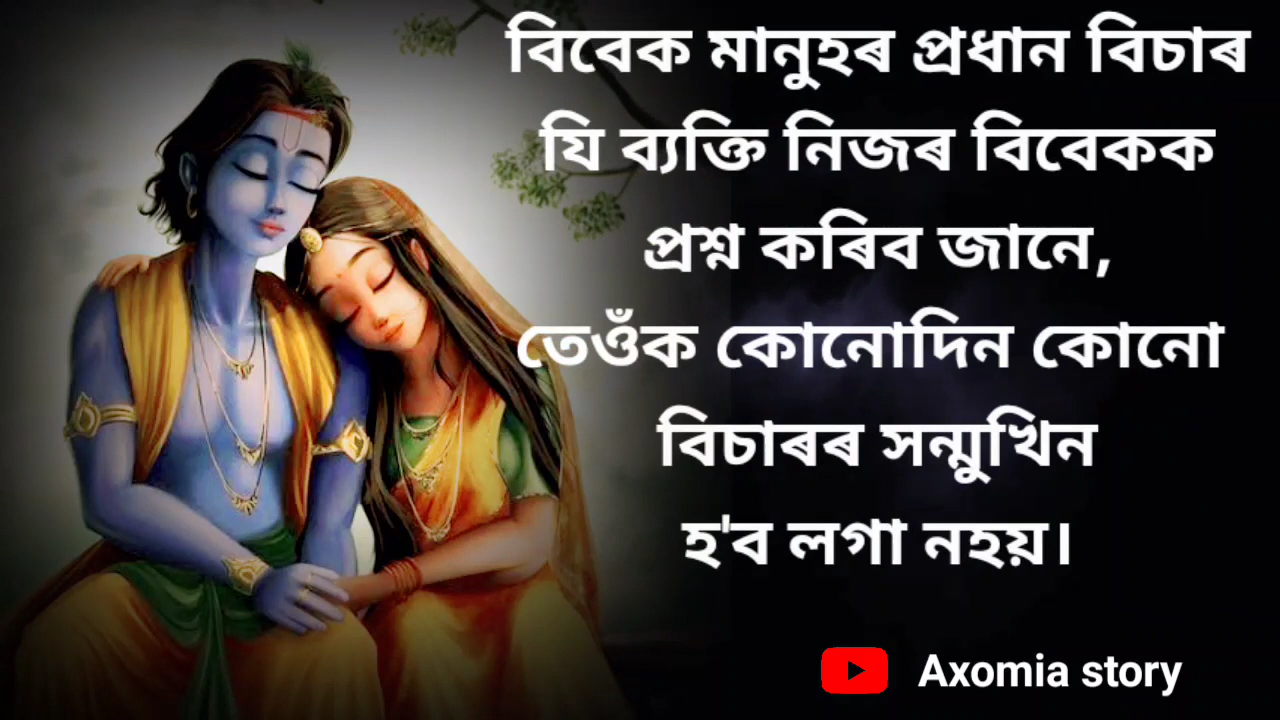 বিবেক মানুহৰ প্ৰধান বিচাৰ
যি ব্যক্তি নিজৰ বিবেকক
প্ৰশ্ন কৰিব জানে,
তেওঁক কোনোদিন কোনো
বিচাৰৰ সন্মুখিন
হ'ব লগা নহয়।
Axomia story